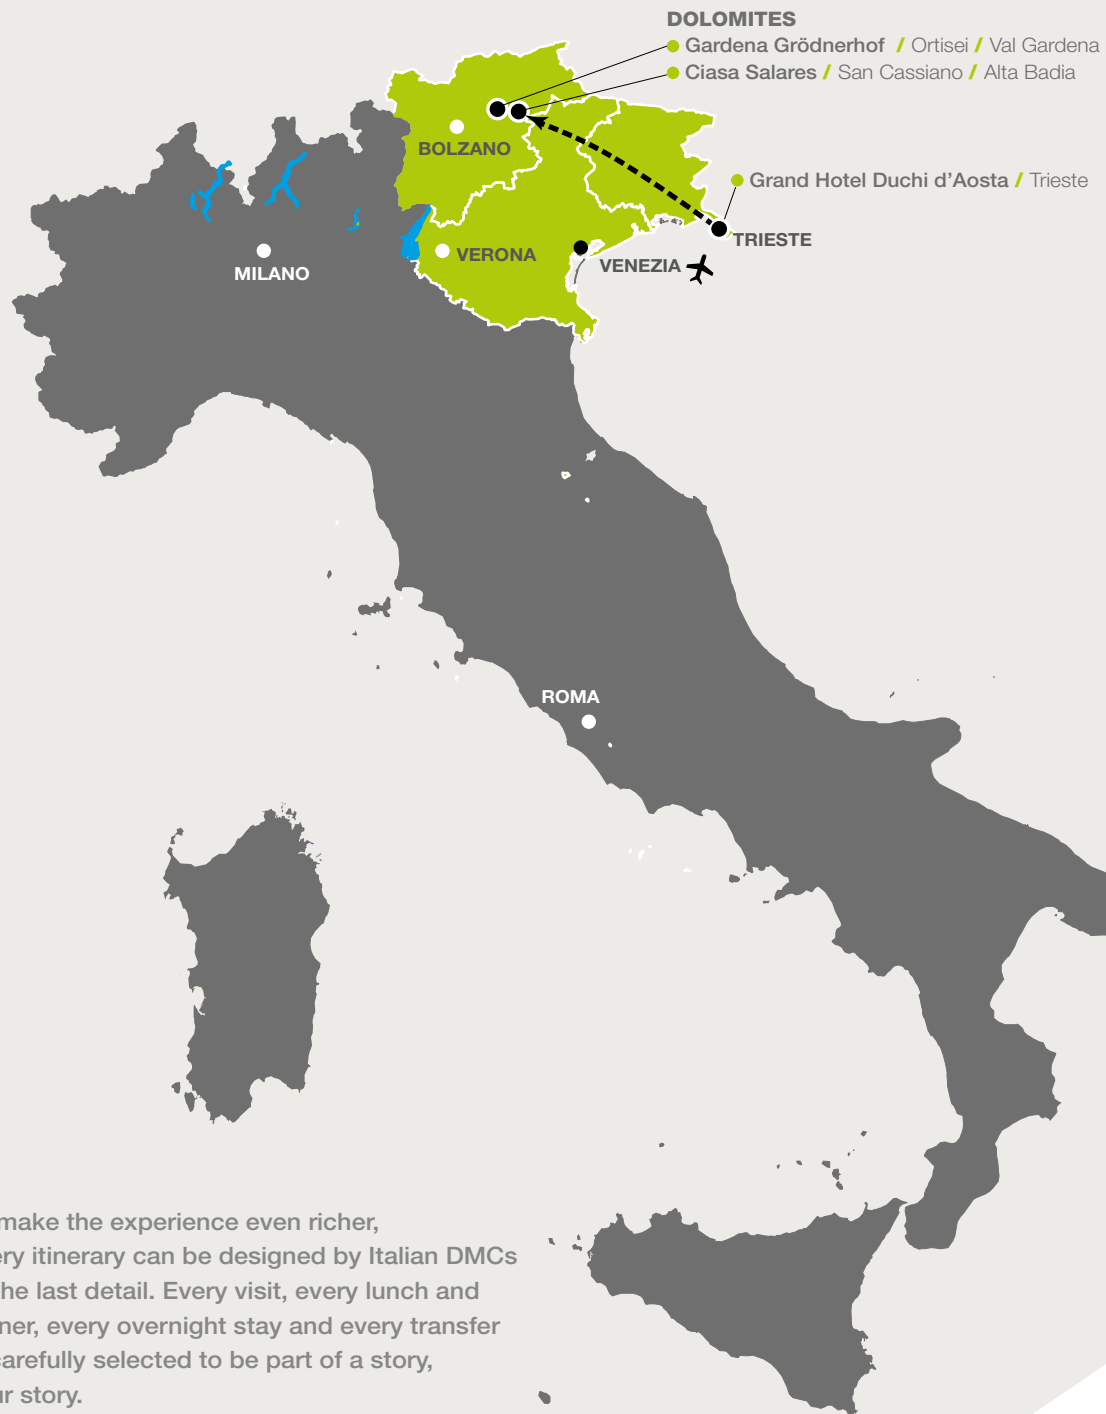 DOLOMITES
Gardena Grödnerhof / Ortisei / Val Gardena
Ciasa Salares / San Cassiano / Alta Badia
BOLZANO
Grand Hotel Duchi d'Aosta / Trieste
TRIESTE
VERONA
VENEZIA
MILANO
ROMA
make the experience even richer,
ery itinerary can be designed by Italian DMCs
he last detail. Every visit, every lunch and
ner, every overnight stay and every transfer
carefully selected to be part of a story,
ur story.